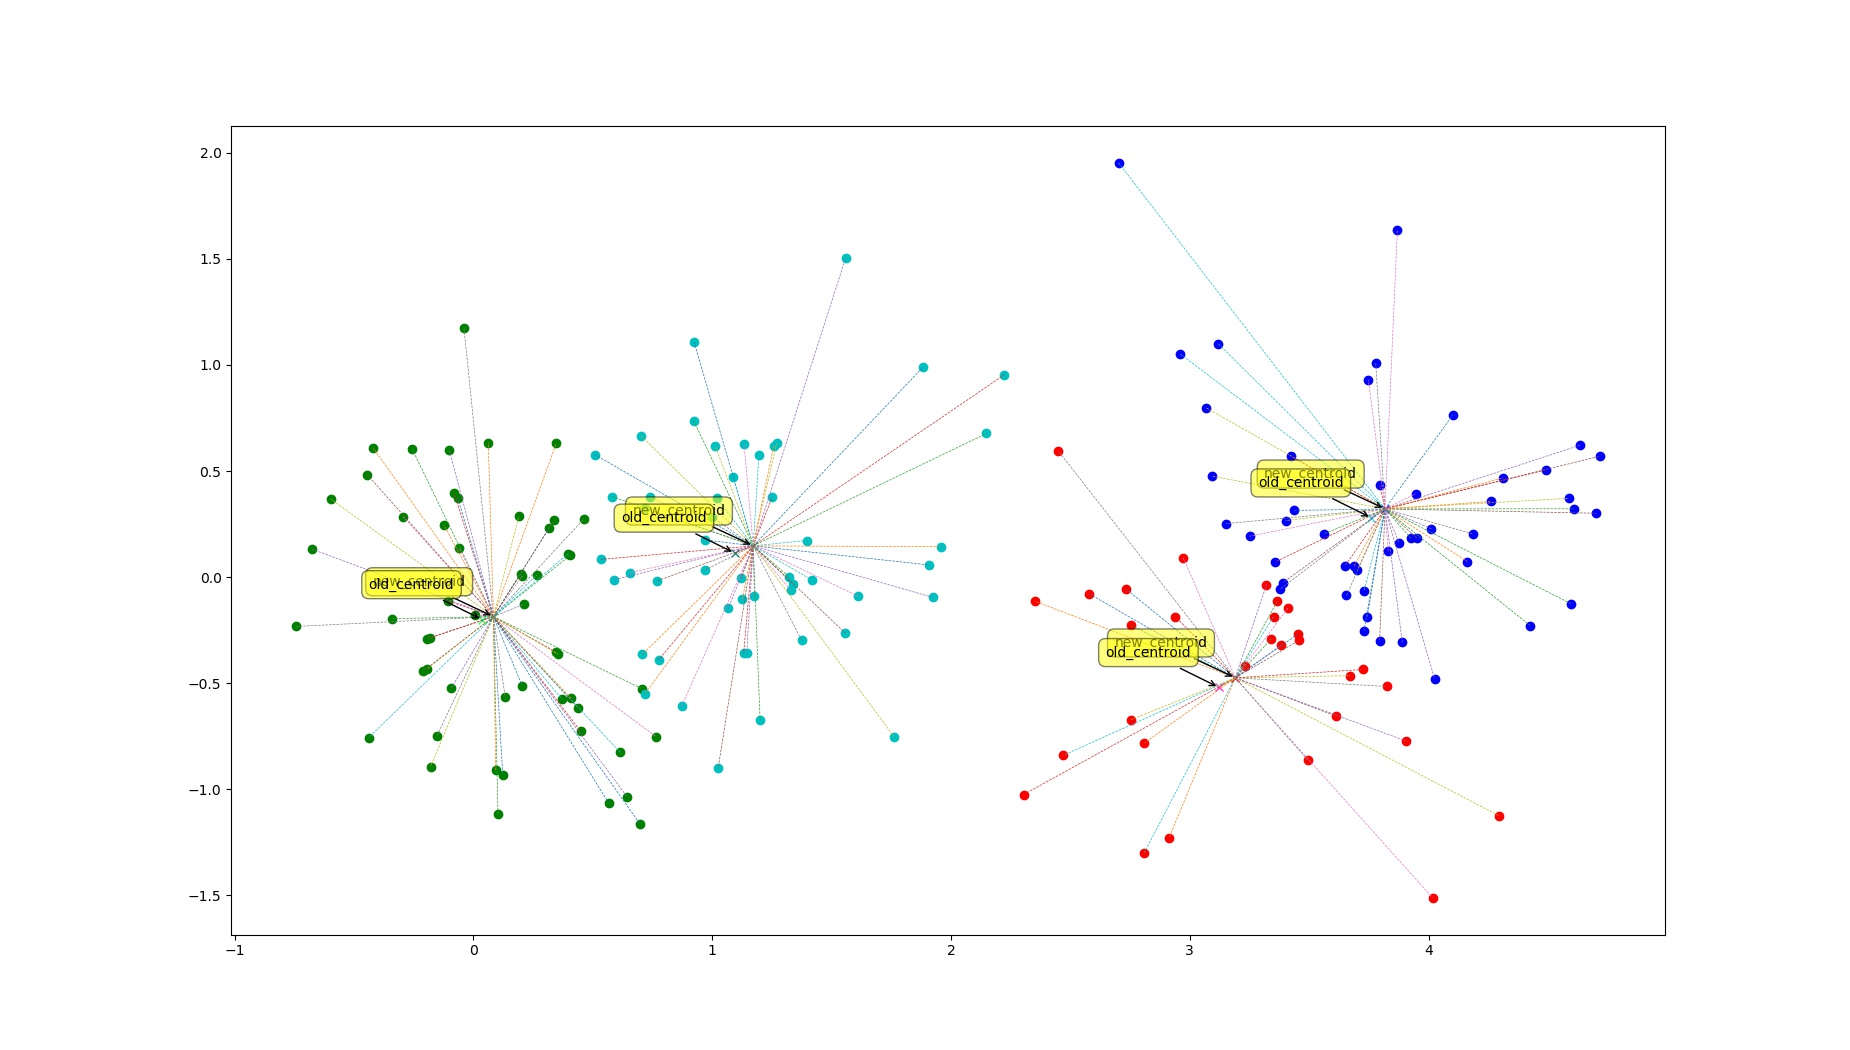 2.0
1.5
1.0
0.5
0.0
−0.5
−1.0
−1.5
−1
0
1
2
3
4
new_centroid
old_centroid
new_centroid
old_centroid
new_centroid
old_centroid
new_centroid
old_centroid